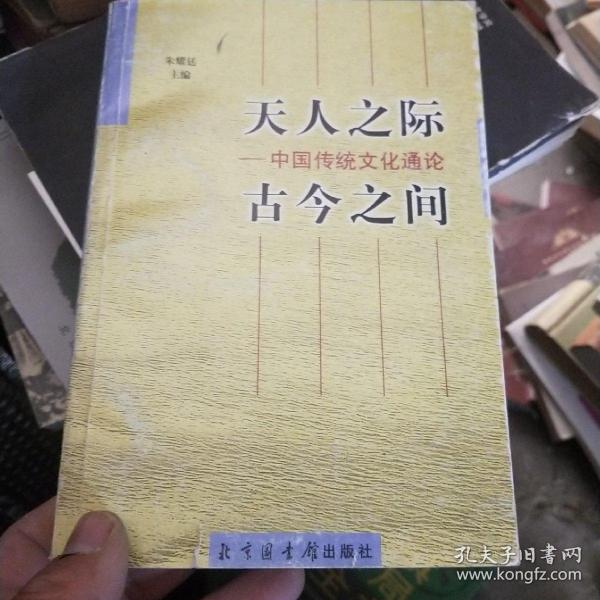 朱耀廷
主编
天人之际
——中国传统文化通论
古今之间
北京图书馆出版社
孔夫子旧书网
www.kongfz.com